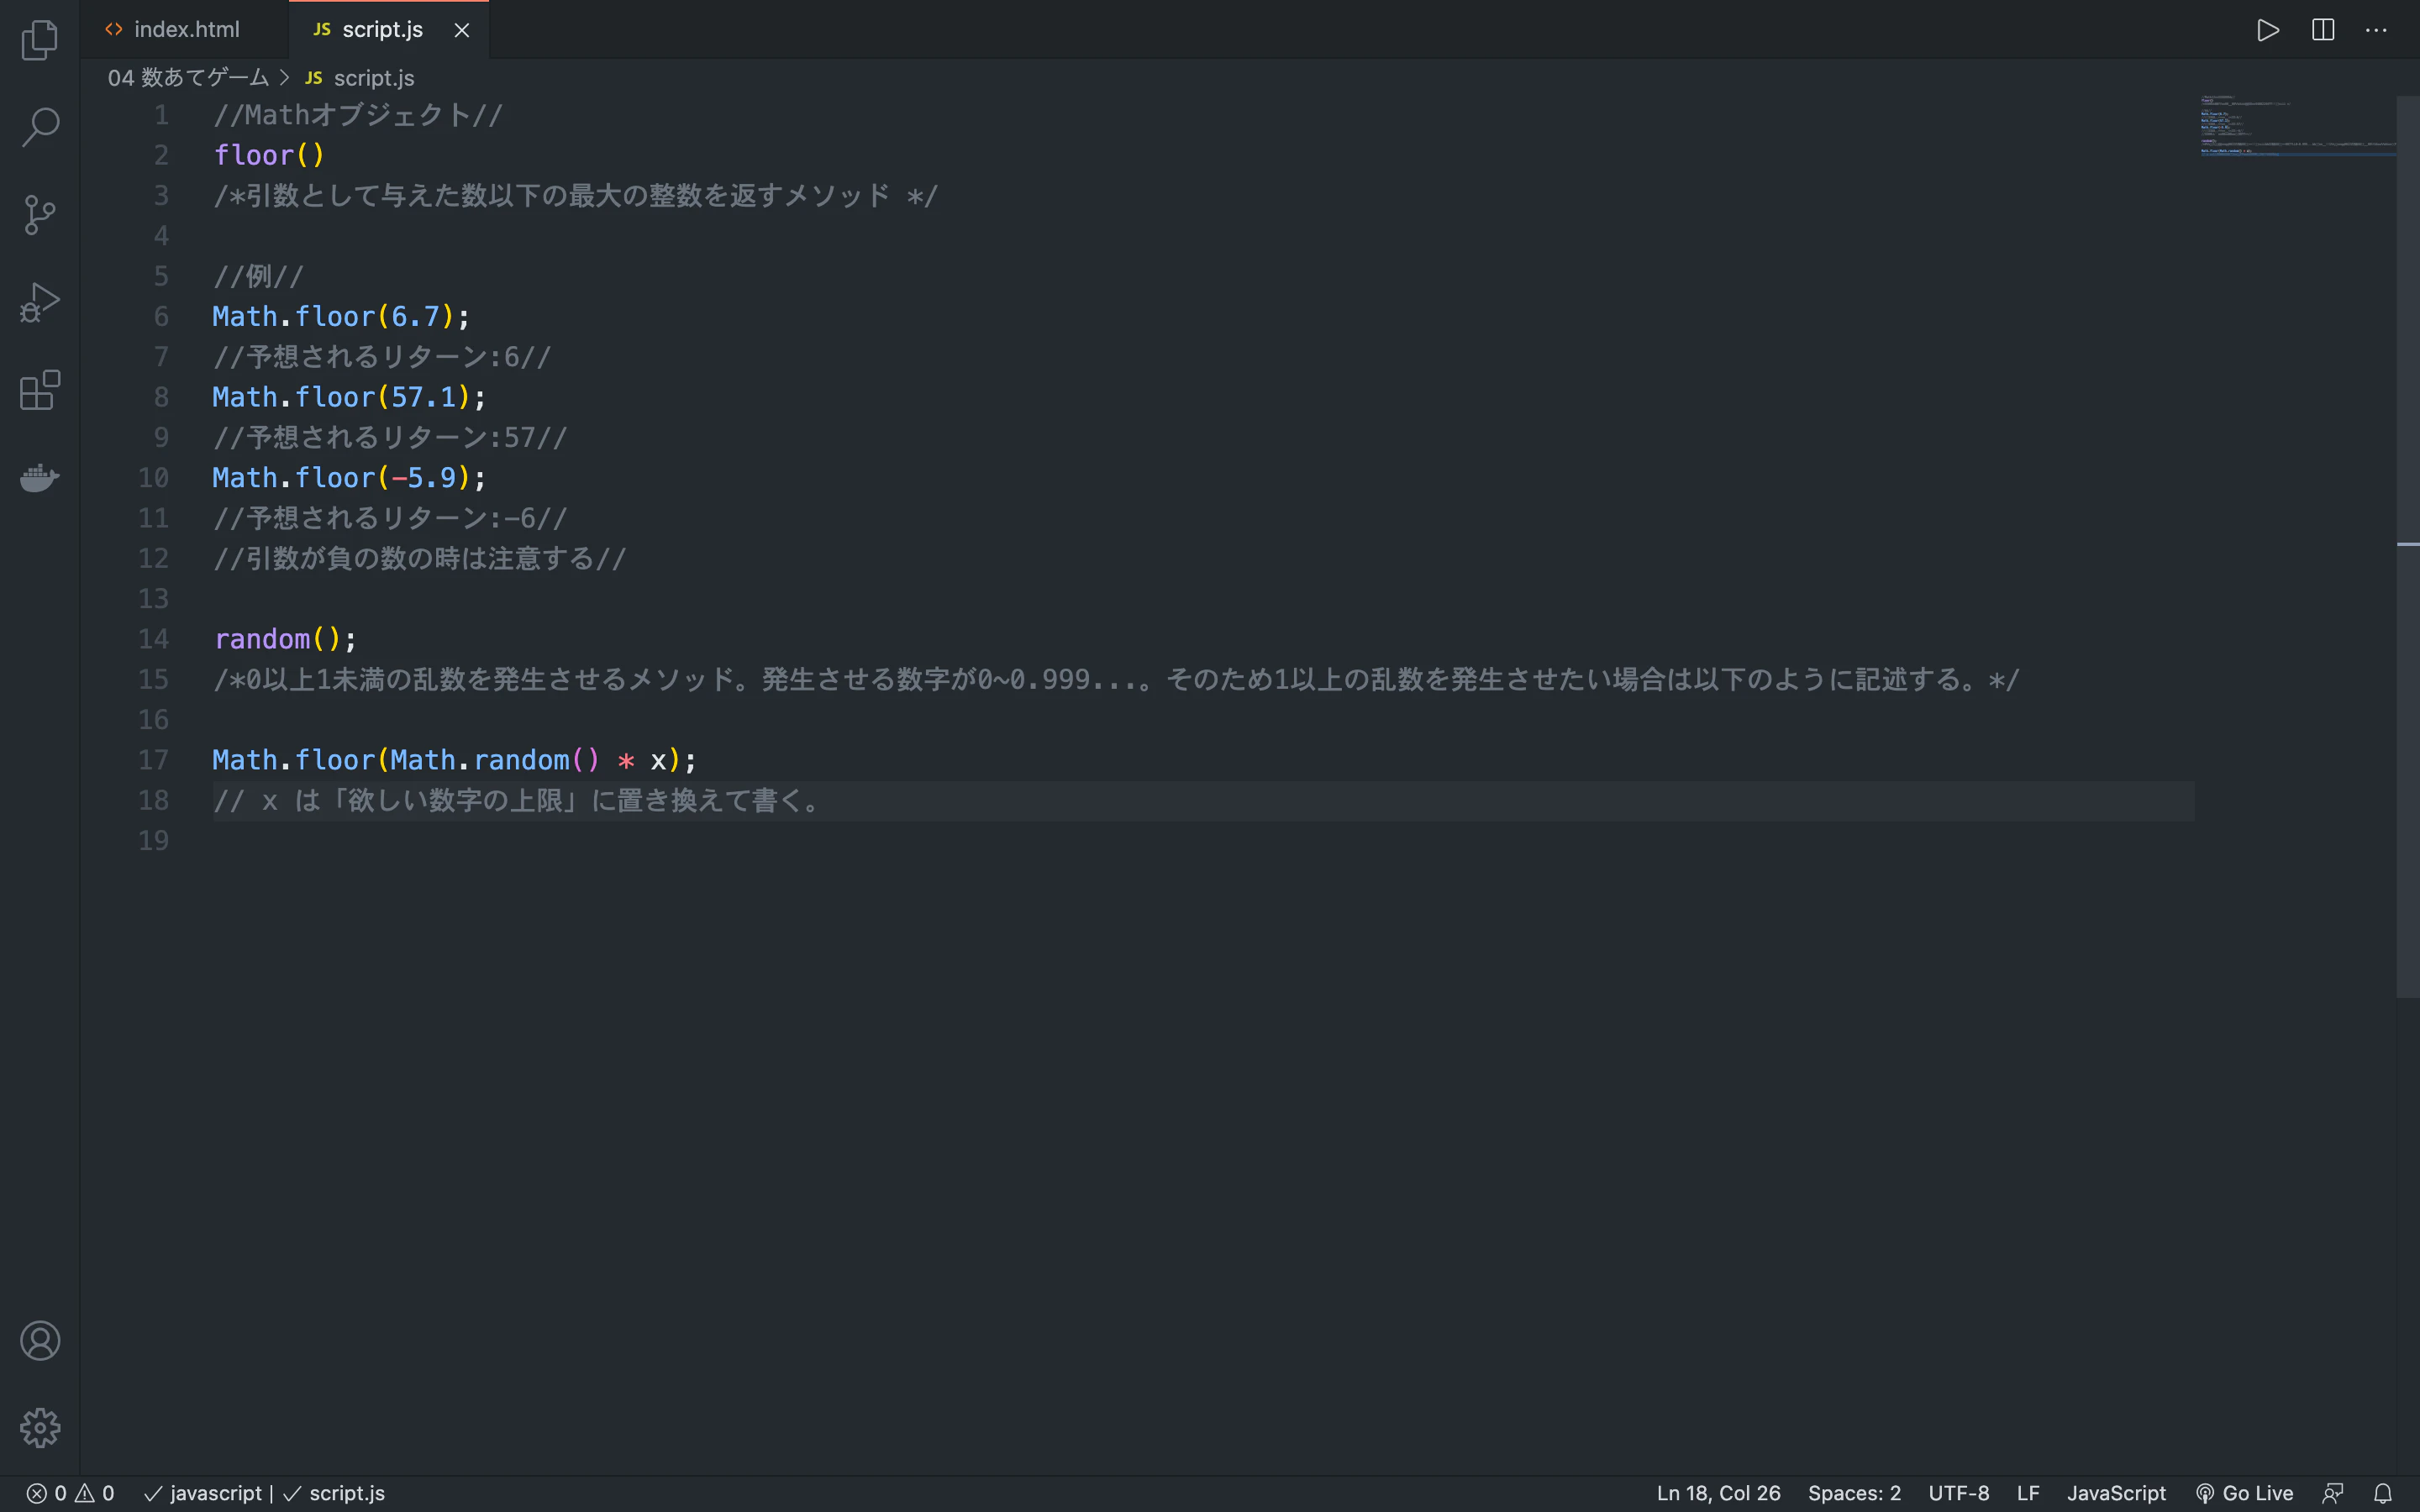 index.html
JS script.js
04 数あてゲーム > JS script.js
1 //Mathオブジェクト//
2 floor()
3 /*引数として与えた数以下の最大の整数を返すメソッド */
4
5 //例//
6 Math.floor(6.7);
7 //予想されるリターン:6//
8 Math.floor(57.1);
9 //予想されるリターン:57//
10 Math.floor(-5.9);
11 //予想されるリターン:-6//
12 //引数が負の数の時は注意する//
13
14 random();
15 /*0以上1未満の乱数を発生させるメソッド。発生させる数字が0~0.999...。そのため1以上の乱数を発生させたい場合は以下のように記述する。*/
16
17 Math.floor(Math.random() * x);
18 // x は「欲しい数字の上限」に置き換えて書く。
19
0 0 javascript | script.js Ln 18, Col 26 Spaces: 2 UTF-8 LF JavaScript Go Live